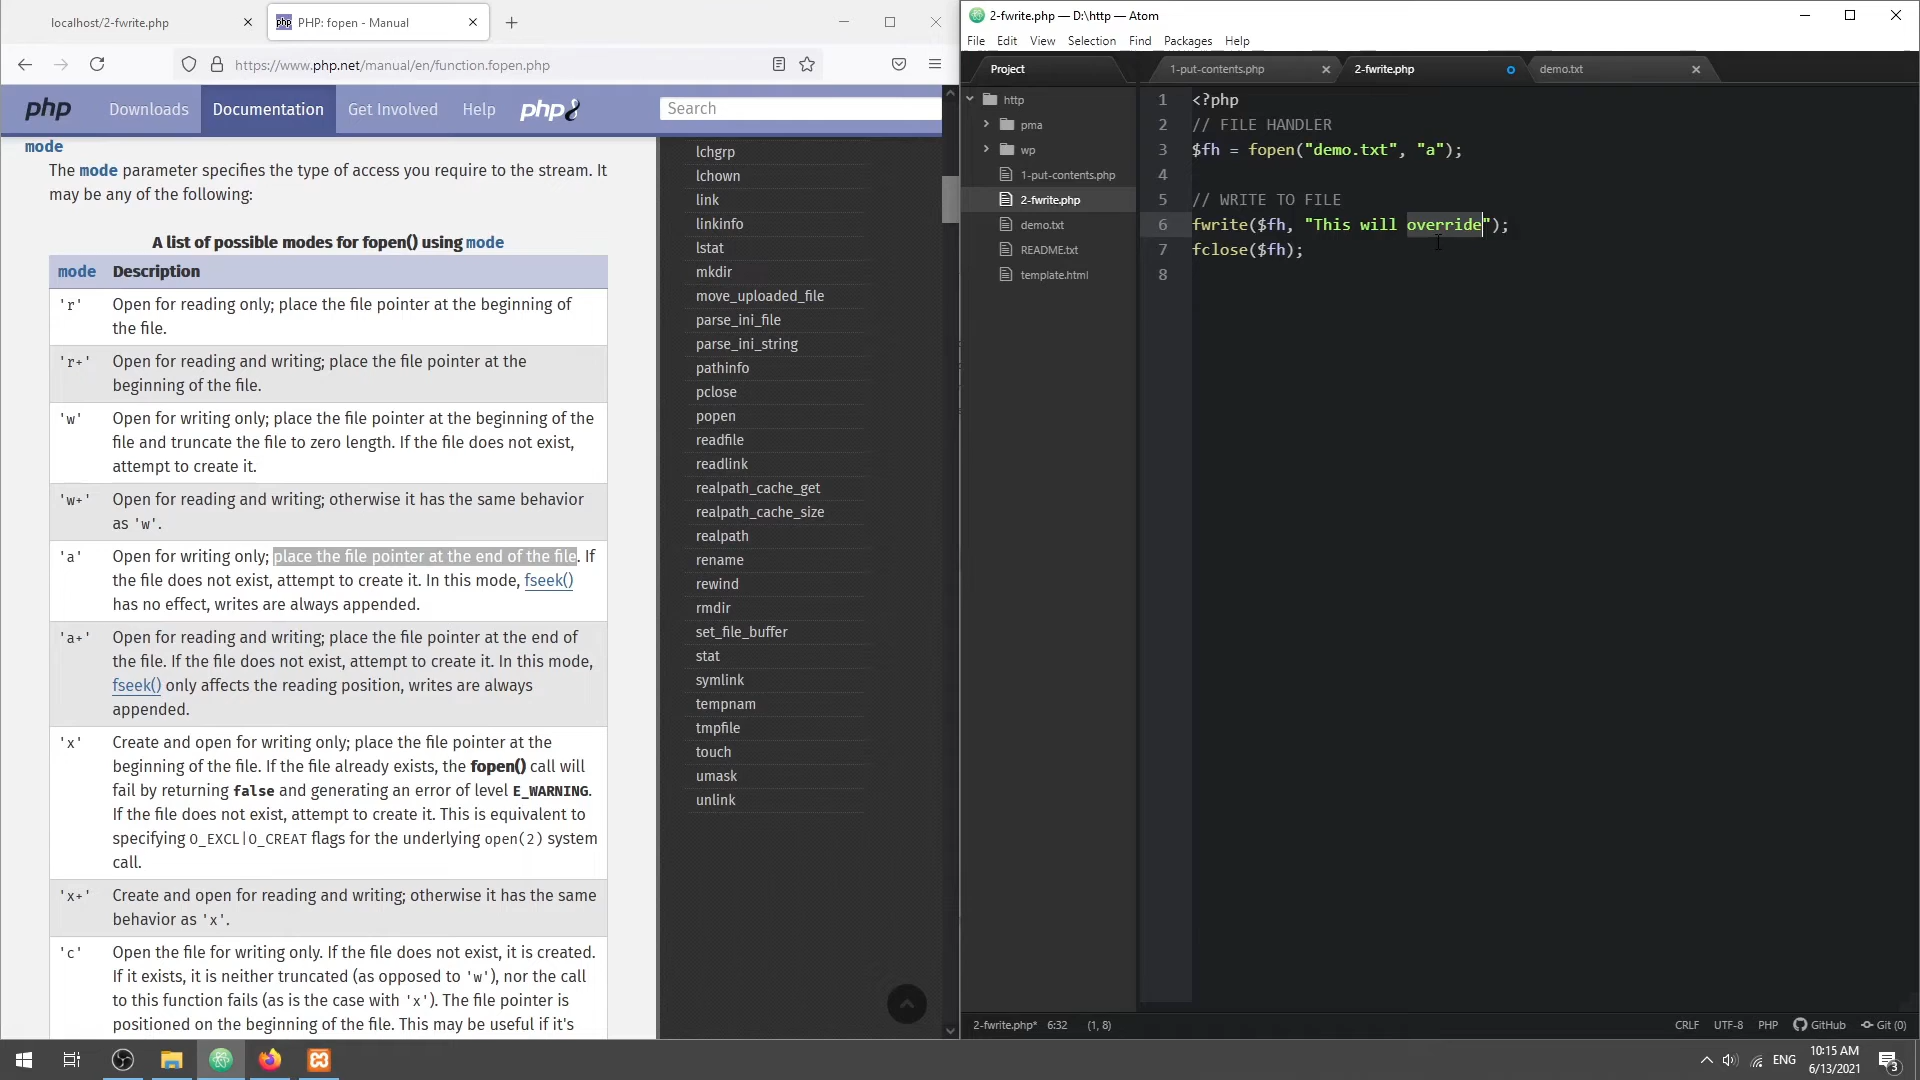 localhost/2-fwrite.php
PHP: fopen - Manual
https://www.php.net/manual/en/function.fopen.php
php
Downloads
Documentation
Get Involved
Help
php8
Search
mode
The mode parameter specifies the type of access you require to the stream. It
may be any of the following:
A list of possible modes for fopen() using mode
mode Description
'r' Open for reading only; place the file pointer at the beginning of
the file.
'r+' Open for reading and writing; place the file pointer at the
beginning of the file.
'w' Open for writing only; place the file pointer at the beginning of the
file and truncate the file to zero length. If the file does not exist,
attempt to create it.
'w+' Open for reading and writing; otherwise it has the same behavior
as 'w'.
'a' Open for writing only; place the file pointer at the end of the file. If
the file does not exist, attempt to create it. In this mode, fseek()
has no effect, writes are always appended.
'a+' Open for reading and writing; place the file pointer at the end of
the file. If the file does not exist, attempt to create it. In this mode,
fseek() only affects the reading position, writes are always
appended.
'x' Create and open for writing only; place the file pointer at the
beginning of the file. If the file already exists, the fopen() call will
fail by returning false and generating an error of level E_WARNING.
If the file does not exist, attempt to create it. This is equivalent to
specifying O_EXCL|O_CREAT flags for the underlying open(2) system
call.
'x+' Create and open for reading and writing; otherwise it has the same
behavior as 'x'.
'c' Open the file for writing only. If the file does not exist, it is created.
If it exists, it is neither truncated (as opposed to 'w'), nor the call
to this function fails (as is the case with 'x'). The file pointer is
positioned on the beginning of the file. This may be useful if it's
lchgrp
lchown
link
linkinfo
lstat
mkdir
move_uploaded_file
parse_ini_file
parse_ini_string
pathinfo
pclose
popen
readfile
readlink
realpath_cache_get
realpath_cache_size
realpath
rename
rewind
rmdir
set_file_buffer
stat
symlink
tempnam
tmpfile
touch
umask
unlink
2-fwrite.php — D:\http — Atom
File Edit View Selection Find Packages Help
Project
http
pma
wp
1-put-contents.php
2-fwrite.php
demo.txt
README.txt
template.html
1-put-contents.php
2-fwrite.php
demo.txt
1 <?php
2 // FILE HANDLER
3 $fh = fopen("demo.txt", "a");
4
5 // WRITE TO FILE
6 fwrite($fh, "This will override");
7 fclose($fh);
8
2-fwrite.php* 6:32 (1, 8)
CRLF UTF-8 PHP GitHub Git (0)
ENG
10:15 AM
6/13/2021
3